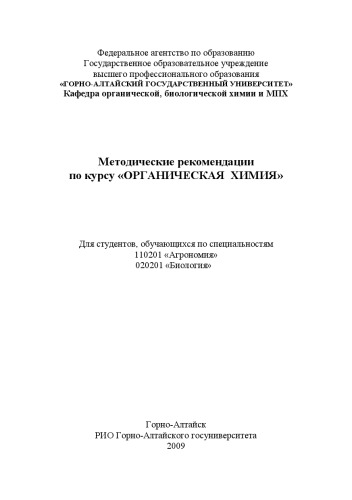 Федеральное агентство по образованию
Государственное образовательное учреждение
высшего профессионального образования
«ГОРНО-АЛТАЙСКИЙ ГОСУДАРСТВЕННЫЙ УНИВЕРСИТЕТ»
Кафедра органической, биологической химии и МПХ
Методические рекомендации
по курсу «ОРГАНИЧЕСКАЯ ХИМИЯ»
Для студентов, обучающихся по специальностям
110201 «Агрономия»
020201 «Биология»
Горно-Алтайск
РИО Горно-Алтайского госуниверситета
2009